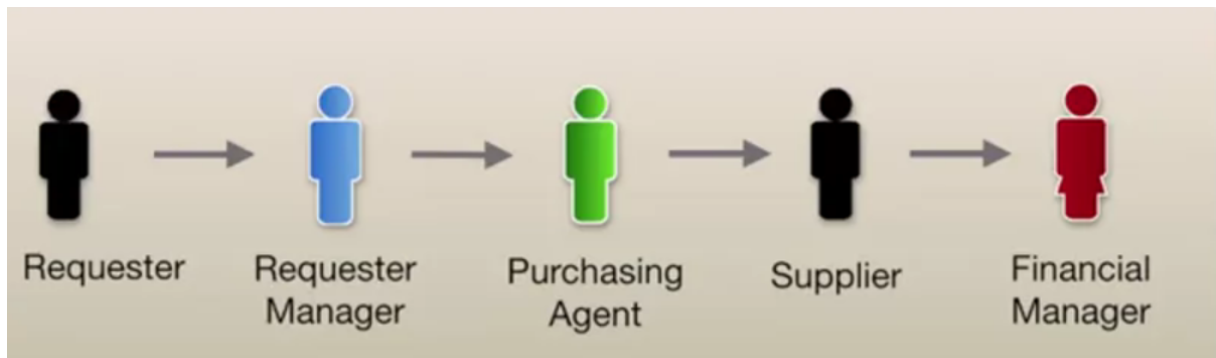 Requester
Requester
Manager
Purchasing
Agent
Supplier
Financial
Manager